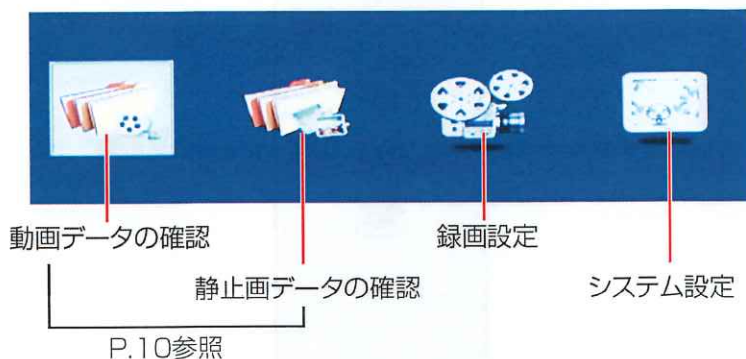 動画データの確認
静止画データの確認
録画設定
システム設定
P.10参照